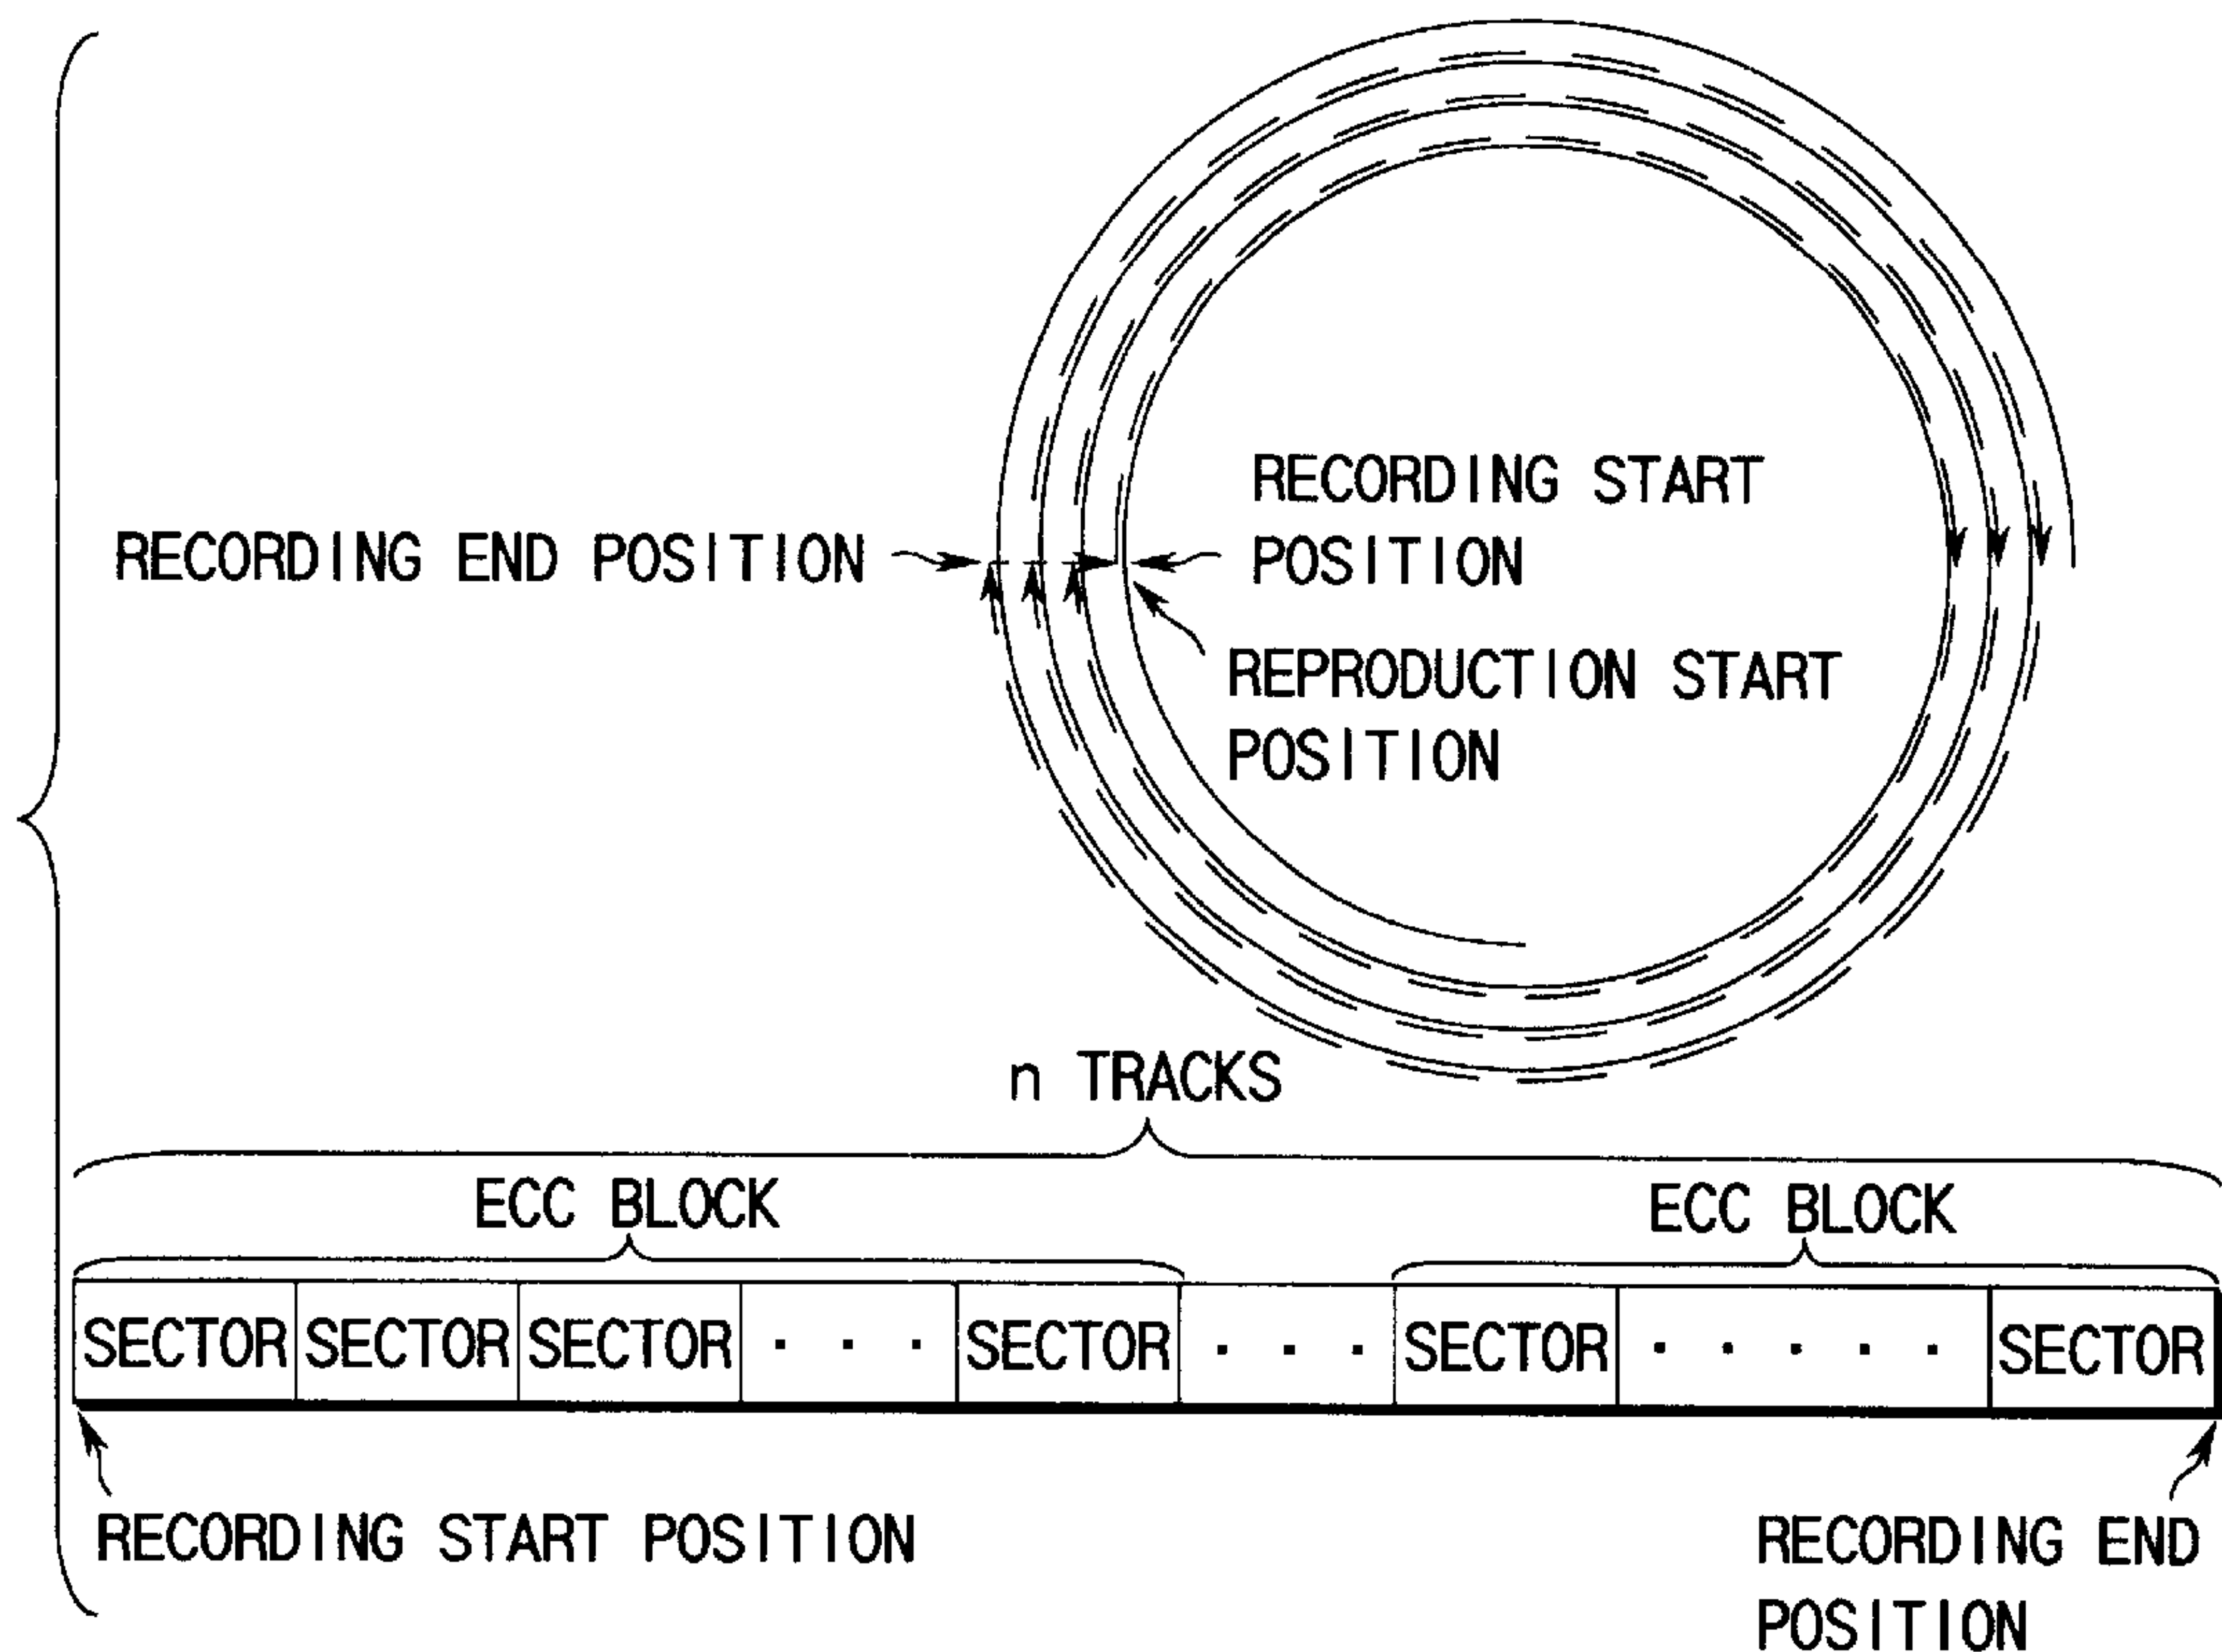 RECORDING START
POSITION
RECORDING END POSITION
REPRODUCTION START
POSITION
n TRACKS
ECC BLOCK
ECC BLOCK
SECTOR SECTOR SECTOR · · · SECTOR · · · SECTOR · · · · · SECTOR
RECORDING START POSITION
RECORDING END
POSITION